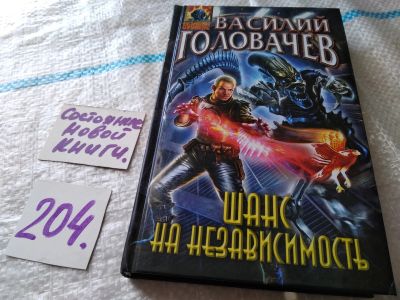 ВАСИЛИЙ
ГОЛОВАЧЕВ
Состояние
новой
книги.
204.
ШАНС
НА НЕЗАВИСИМОСТЬ